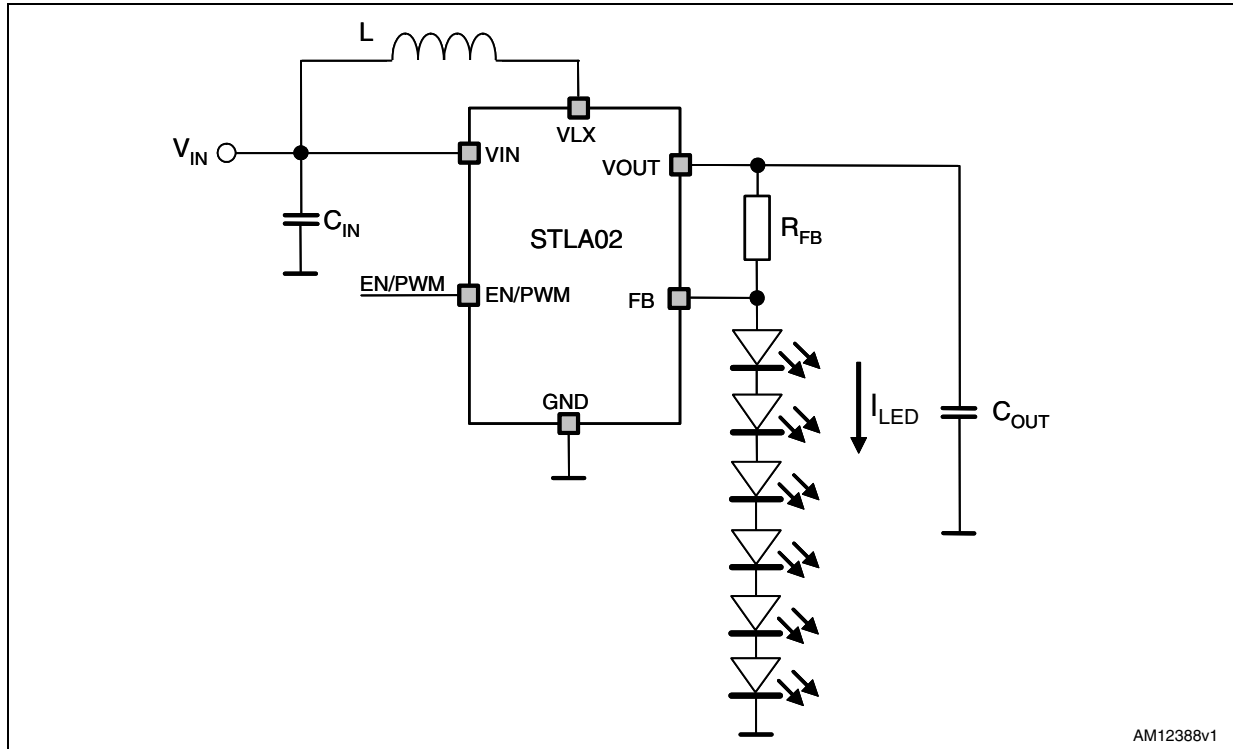 L
VLX
V_IN
VIN
VOUT
C_IN
STLA02
R_FB
EN/PWM
EN/PWM
FB
GND
I_LED
C_OUT
AM12388v1